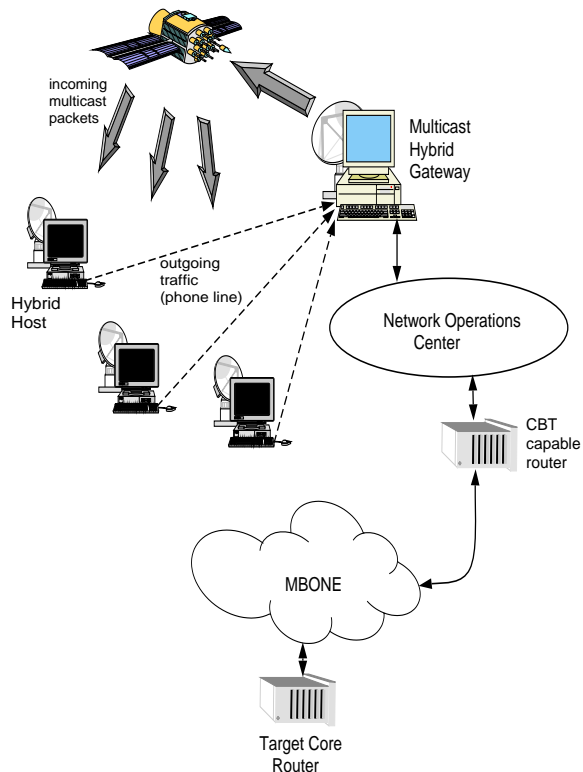 incoming
multicast
packets
Multicast
Hybrid
Gateway
outgoing
traffic
(phone line)
Hybrid
Host
Network Operations
Center
CBT
capable
router
MBONE
Target Core
Router